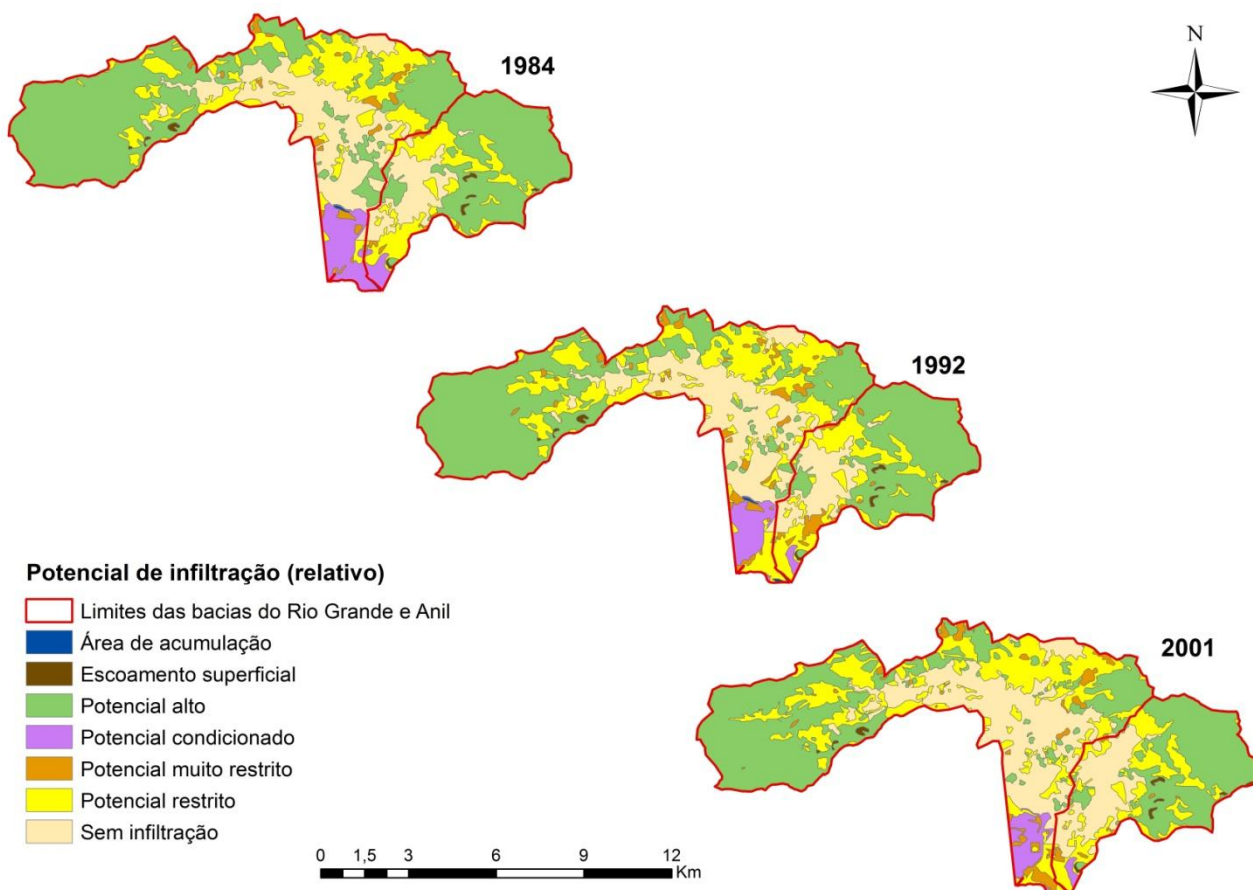 N
1984
1992
2001
Potencial de infiltração (relativo)
Limites das bacias do Rio Grande e Anil
Área de acumulação
Escoamento superficial
Potencial alto
Potencial condicionado
Potencial muito restrito
Potencial restrito
Sem infiltração
0 1,5 3 6 9 12
Km